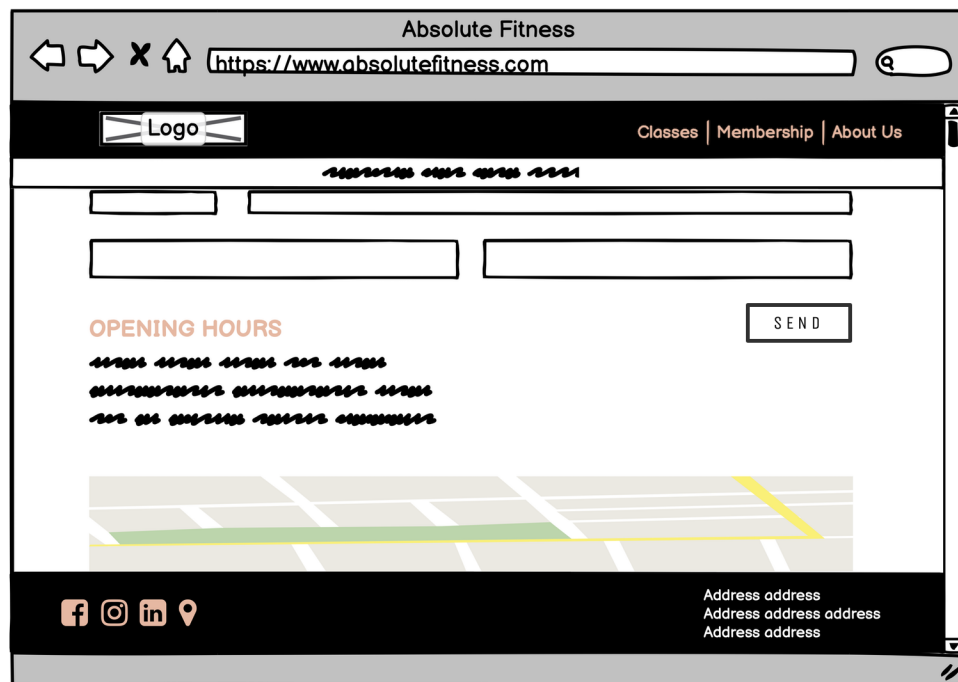 Absolute Fitness
https://www.absolutefitness.com
Logo
Classes | Membership | About Us
OPENING HOURS
SEND
Address address
Address address address
Address address